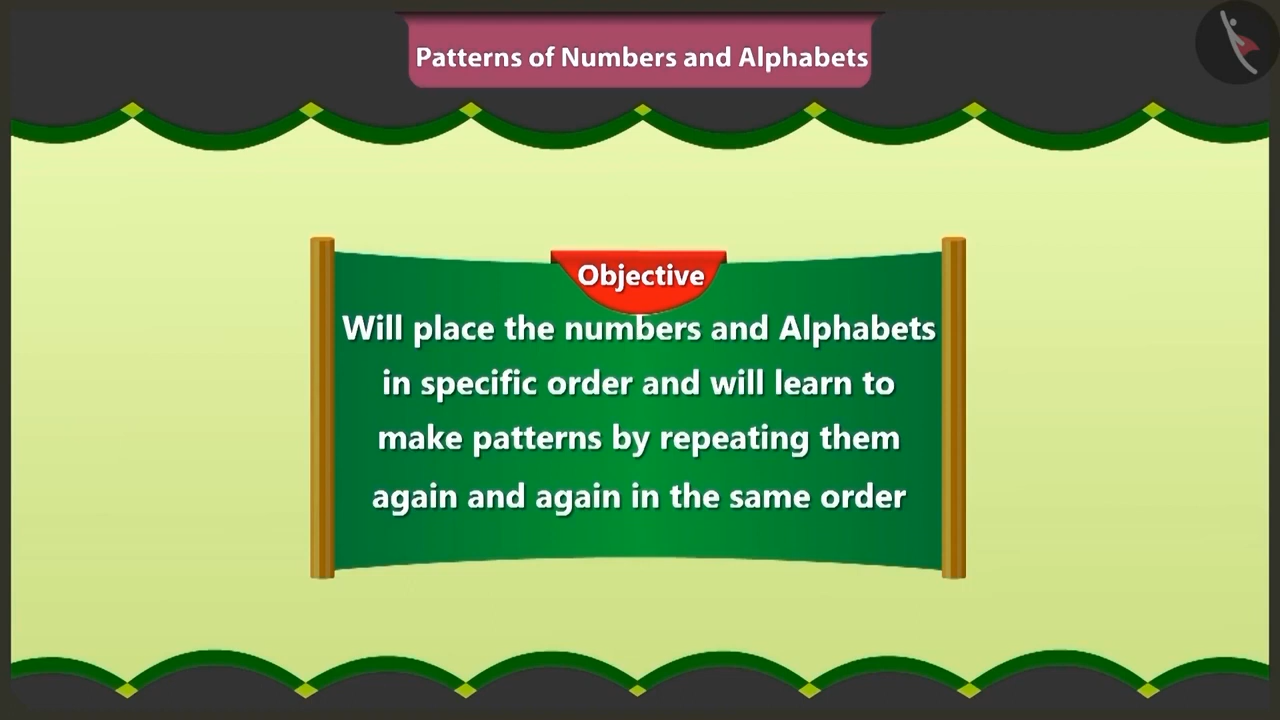 Patterns of Numbers and Alphabets
Objective
Will place the numbers and Alphabets
in specific order and will learn to
make patterns by repeating them
again and again in the same order